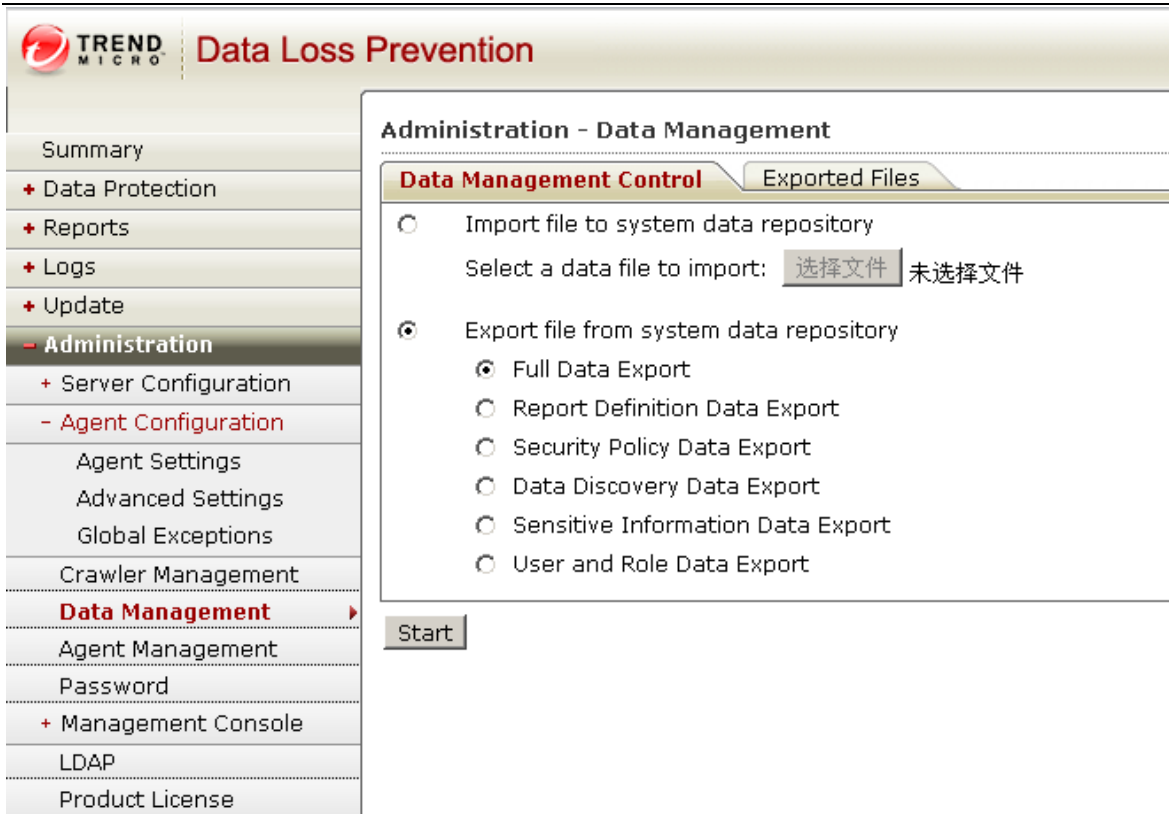 TREND MICRO Data Loss Prevention
Summary
+ Data Protection
+ Reports
+ Logs
+ Update
- Administration
+ Server Configuration
- Agent Configuration
Agent Settings
Advanced Settings
Global Exceptions
Crawler Management
Data Management
Agent Management
Password
+ Management Console
LDAP
Product License
Administration - Data Management
Data Management Control Exported Files
Import file to system data repository
Select a data file to import: 选择文件 未选择文件
Export file from system data repository
Full Data Export
Report Definition Data Export
Security Policy Data Export
Data Discovery Data Export
Sensitive Information Data Export
User and Role Data Export
Start